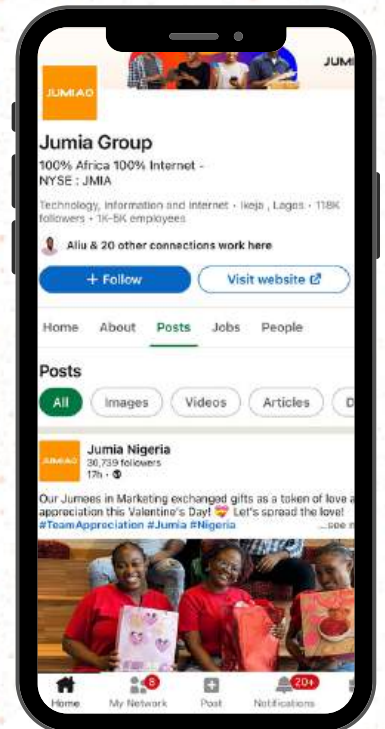 JUMI
JUMIA
Jumia Group
100% Africa 100% Internet -
NYSE : JMIA
Technology, Information and Internet • Ikeja , Lagos • 118K
followers • 1K-5K employees
Aliu & 20 other connections work here
+ Follow
Visit website
Home About Posts Jobs People
Posts
All Images Videos Articles D
JUMIA
Jumia Nigeria
36,739 followers
17h •
Our Jumees in Marketing exchanged gifts as a token of love a
appreciation this Valentine's Day! Let's spread the love!
#TeamAppreciation #Jumia #Nigeria ...see
8
20+
Home My Network Post Notifications